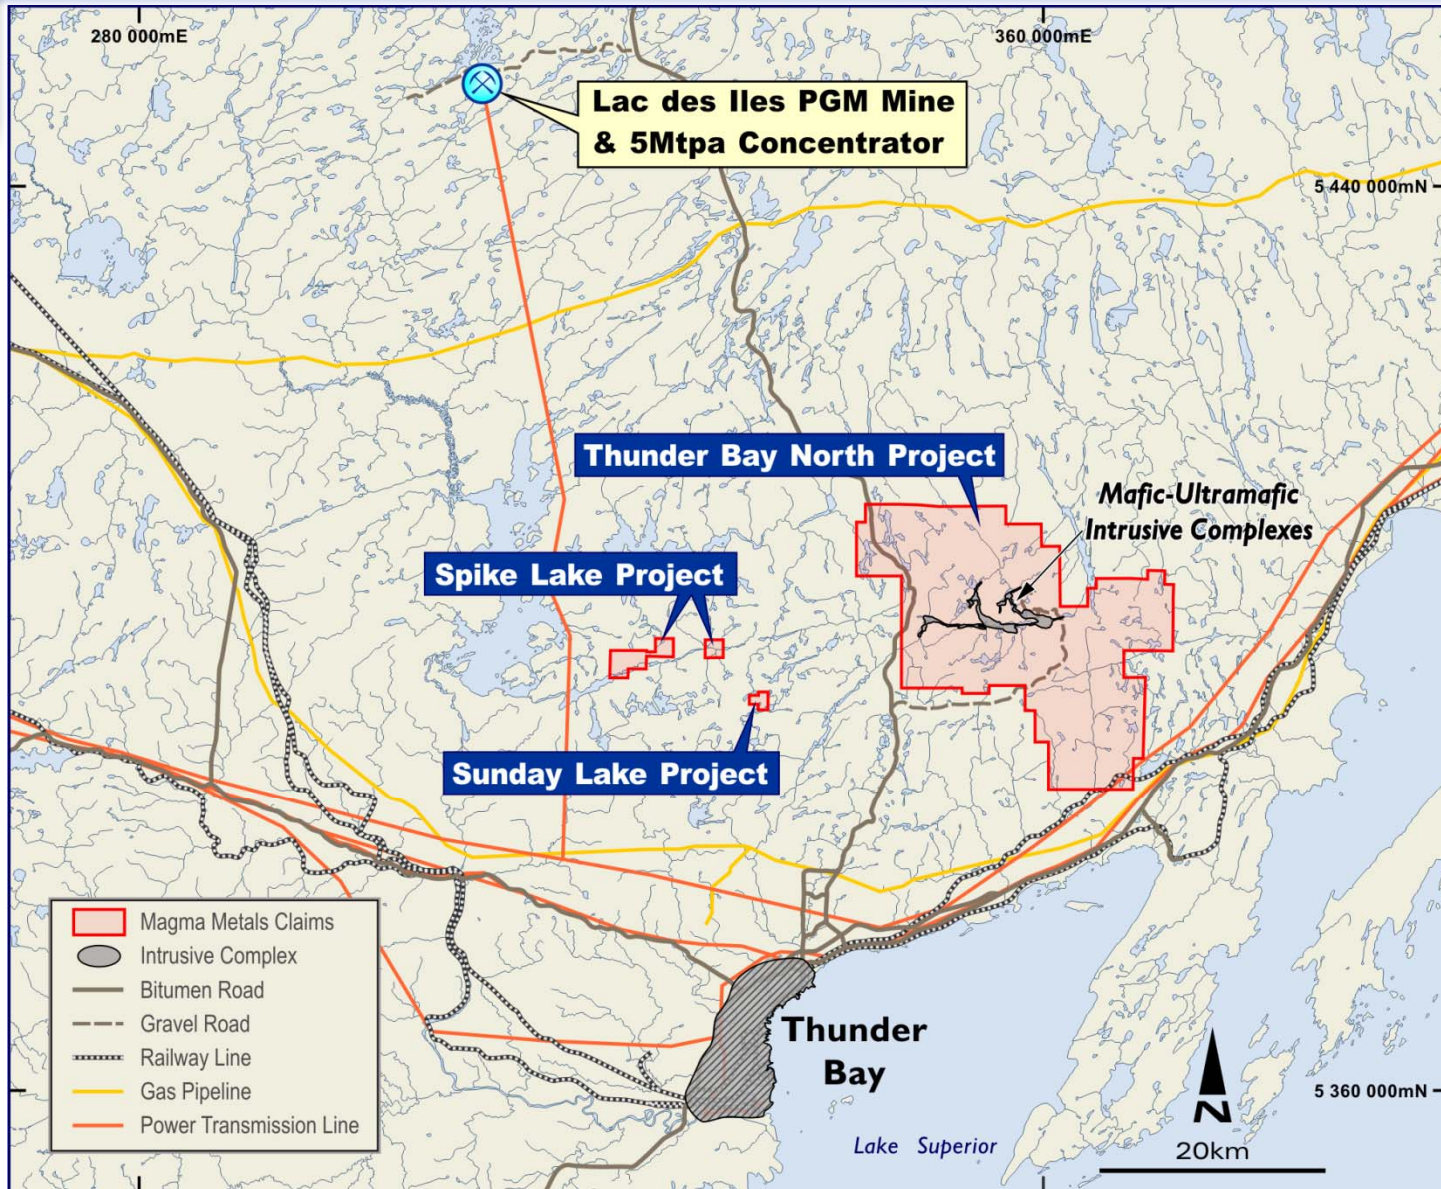 280 000mE
360 000mE
Lac des Iles PGM Mine
& 5Mtpa Concentrator
5 440 000mN
Thunder Bay North Project
Mafic-Ultramafic
Intrusive Complexes
Spike Lake Project
Sunday Lake Project
Magma Metals Claims
Intrusive Complex
Bitumen Road
Gravel Road
Railway Line
Gas Pipeline
Power Transmission Line
Thunder
Bay
5 360 000mN
N
Lake Superior
20km